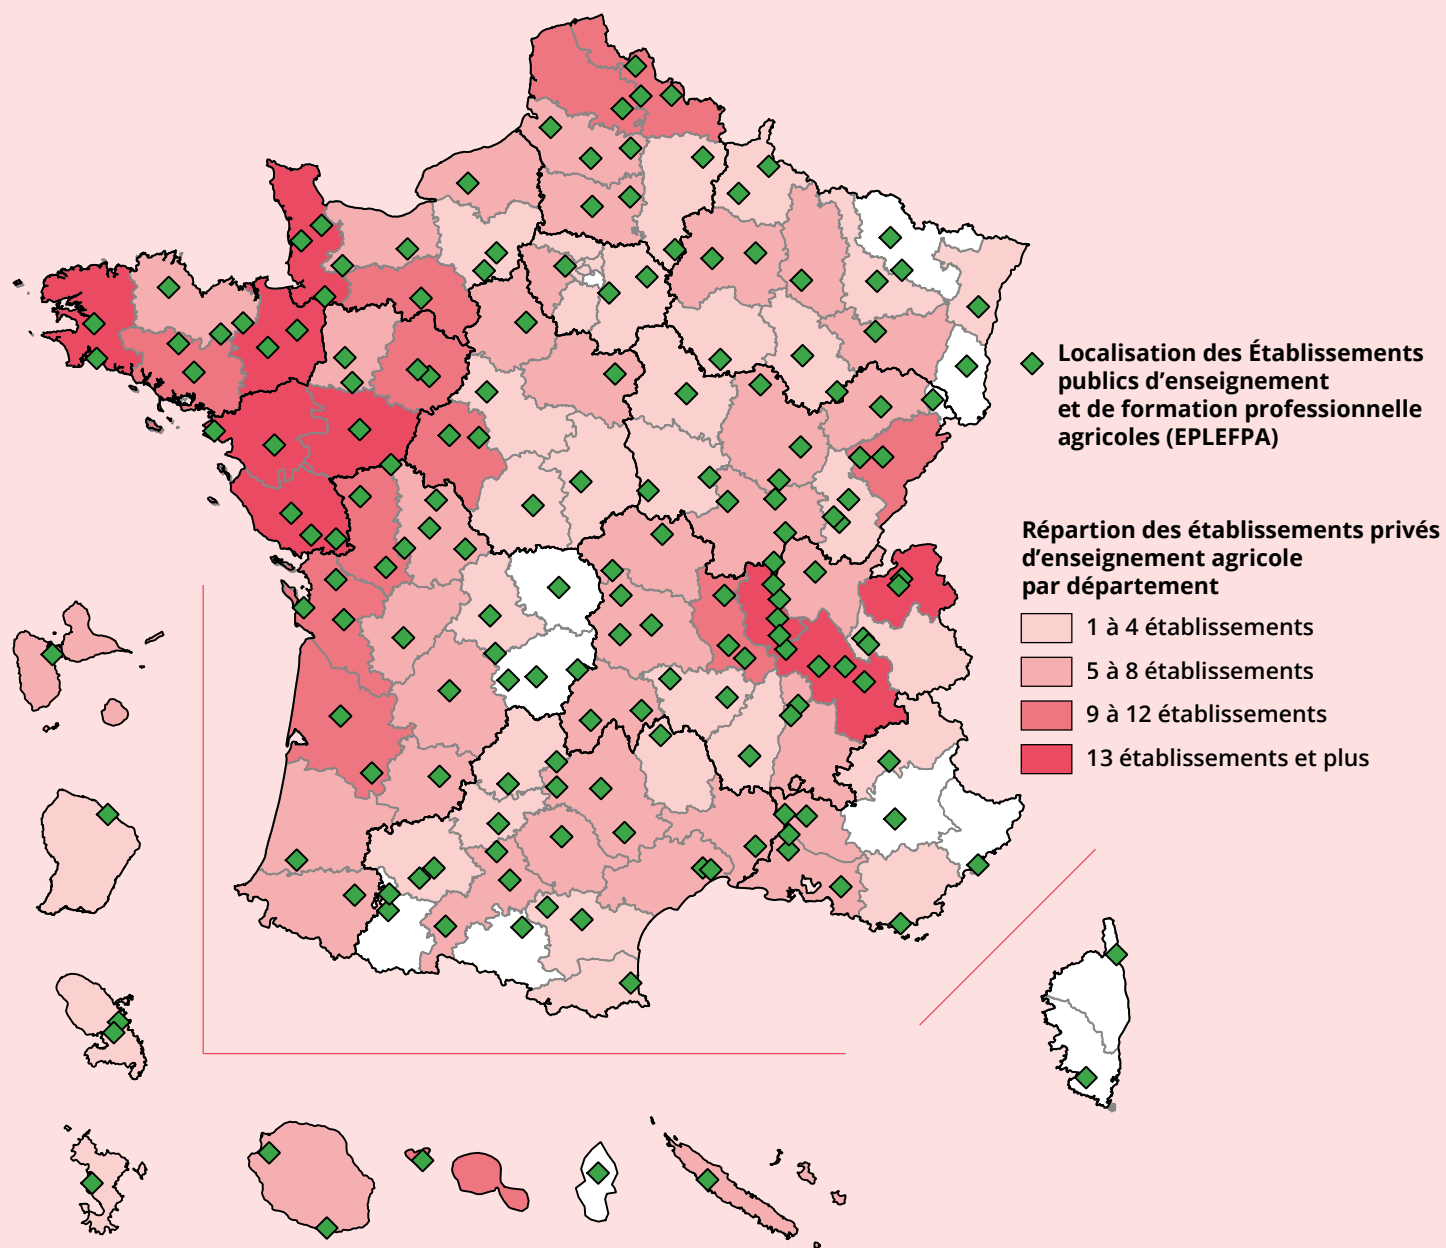 Localisation des Établissements
publics d’enseignement
et de formation professionnelle
agricoles (EPLEFPA)
Répartion des établissements privés
d’enseignement agricole
par département
1 à 4 établissements
5 à 8 établissements
9 à 12 établissements
13 établissements et plus